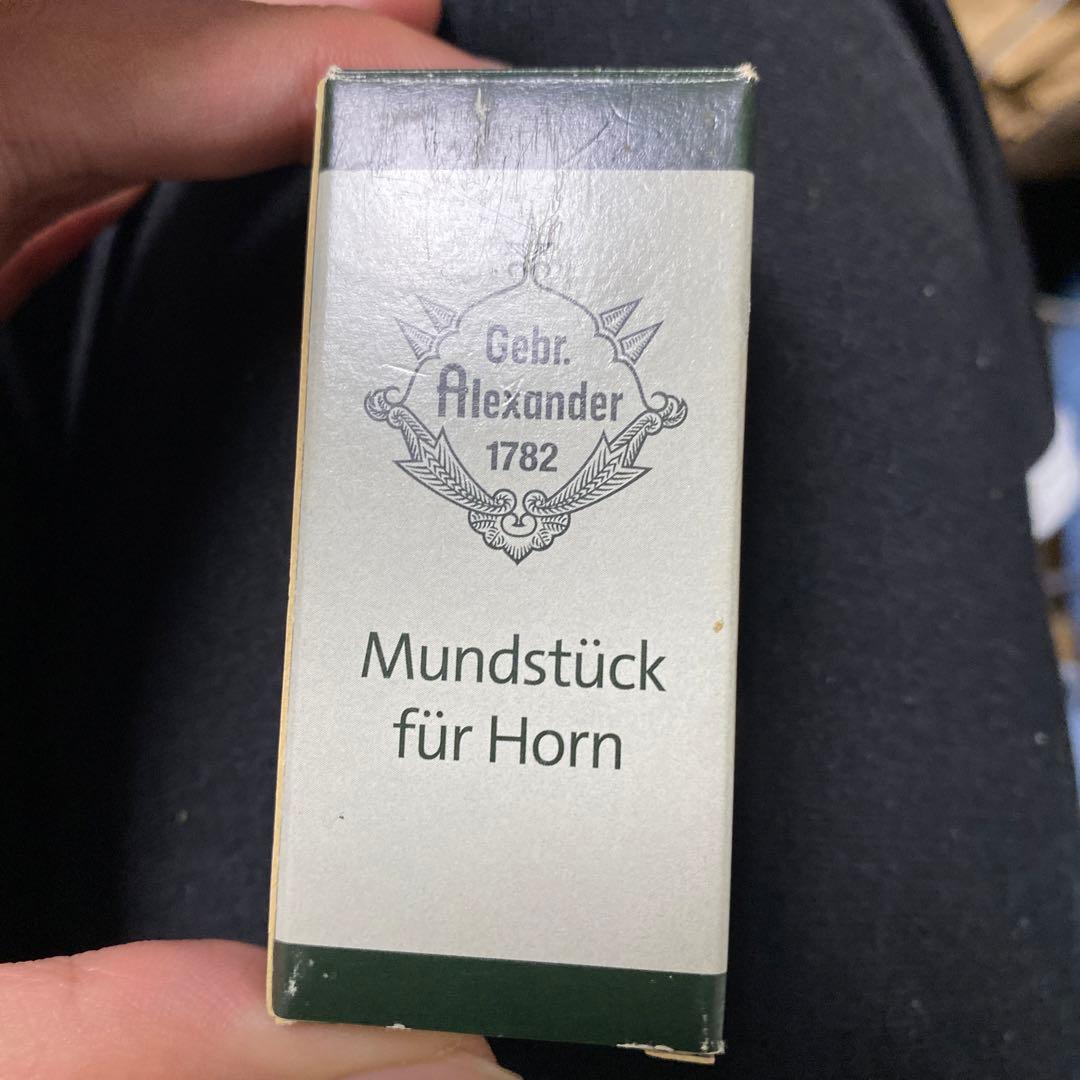 Gebr.
Alexander
1782
Mundstück
für Horn